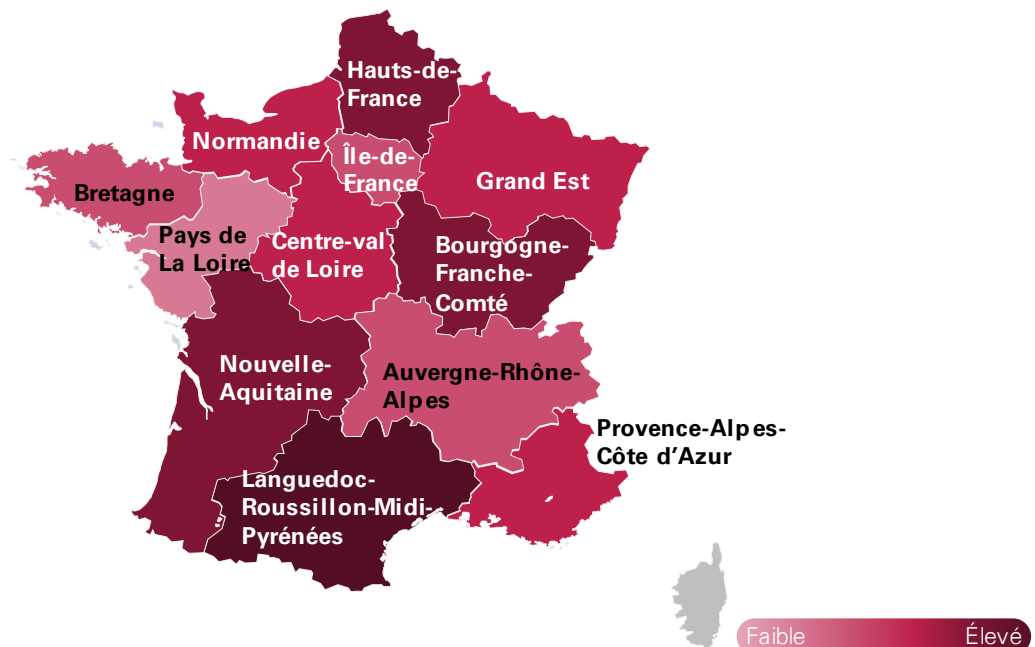 Hauts-de-
France
Normandie
Île-de-
France
Grand Est
Bretagne
Pays de
La Loire
Centre-val
de Loire
Bourgogne-
Franche-
Comté
Nouvelle-
Aquitaine
Auvergne-Rhône-
Alpes
Provence-Alpes-
Côte d’Azur
Languedoc-
Roussillon-Midi-
Pyrénées
Faible
Élevé